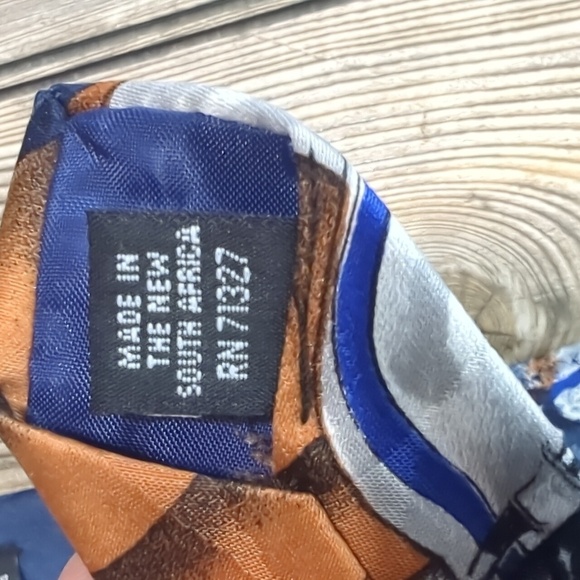 MADE IN
THE NEW
SOUTH AFRICA
RN 71327